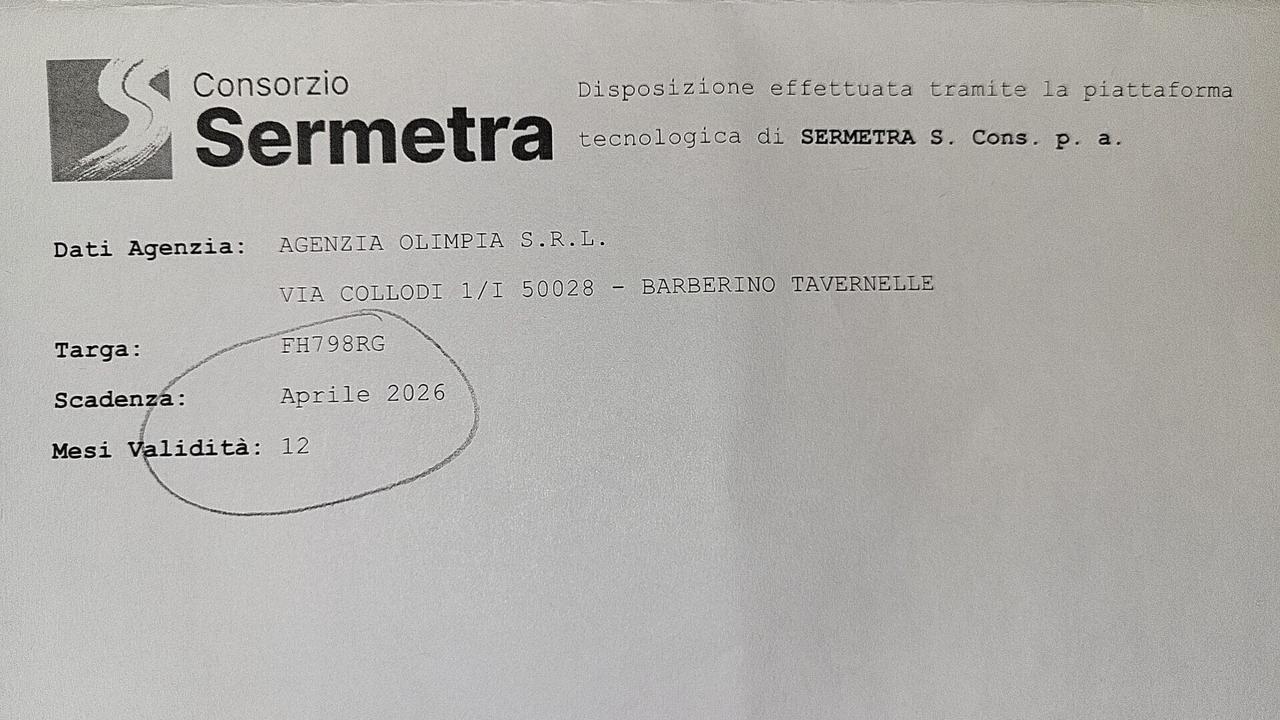 Consorzio
Sermetra
Disposizione effettuata tramite la piattaforma
tecnologica di SERMETRA S. Cons. p. a.
Dati Agenzia: AGENZIA OLIMPIA S.R.L.
VIA COLLODI 1/I 50028 - BARBERINO TAVERNELLE
Targa: FH798RG
Scadenza: Aprile 2026
Mesi Validità: 12